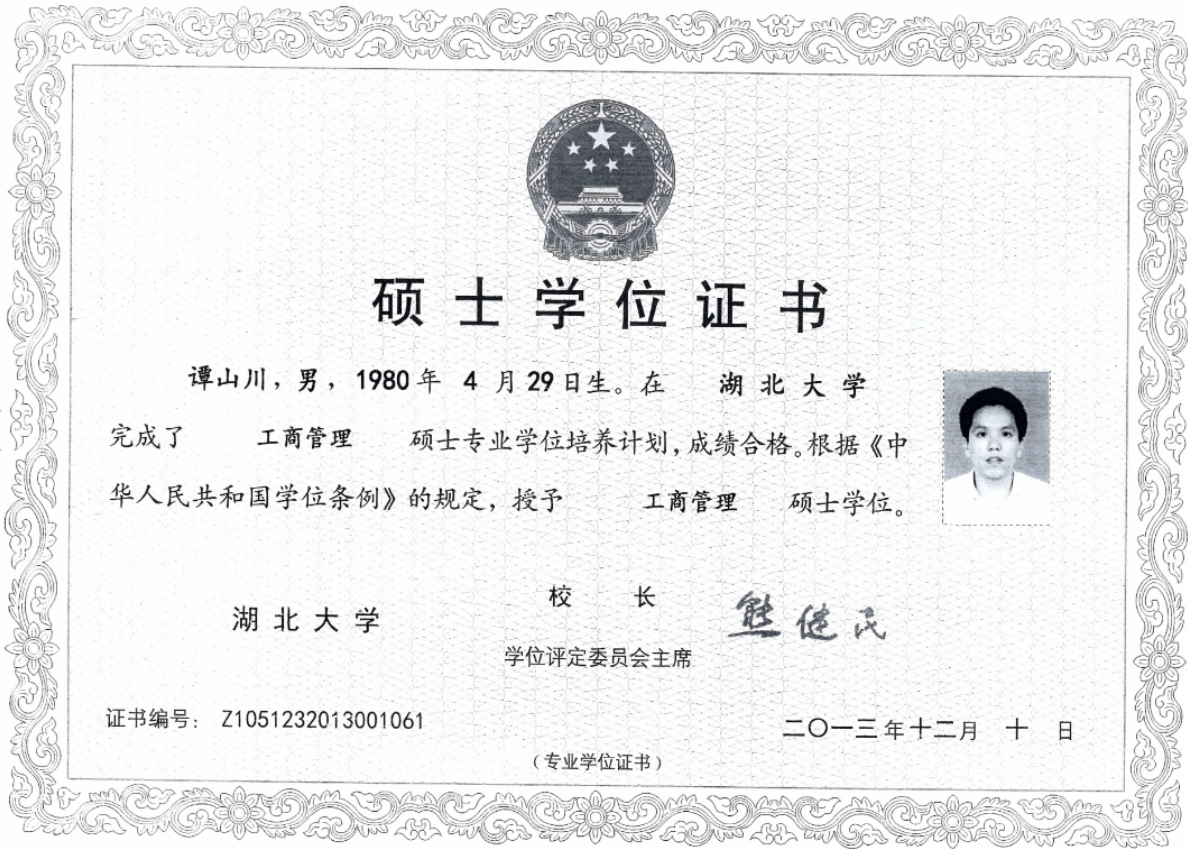 硕士学位证书
谭山川，男，1980年 4 月29日生。在 湖北大学
完成了 工商管理 硕士专业学位培养计划，成绩合格。根据《中
华人民共和国学位条例》的规定，授予 工商管理 硕士学位。
湖北大学
校 长
熊健民
学位评定委员会主席
证书编号： Z1051232013001061
二〇一三年十二月 十 日
（专业学位证书）